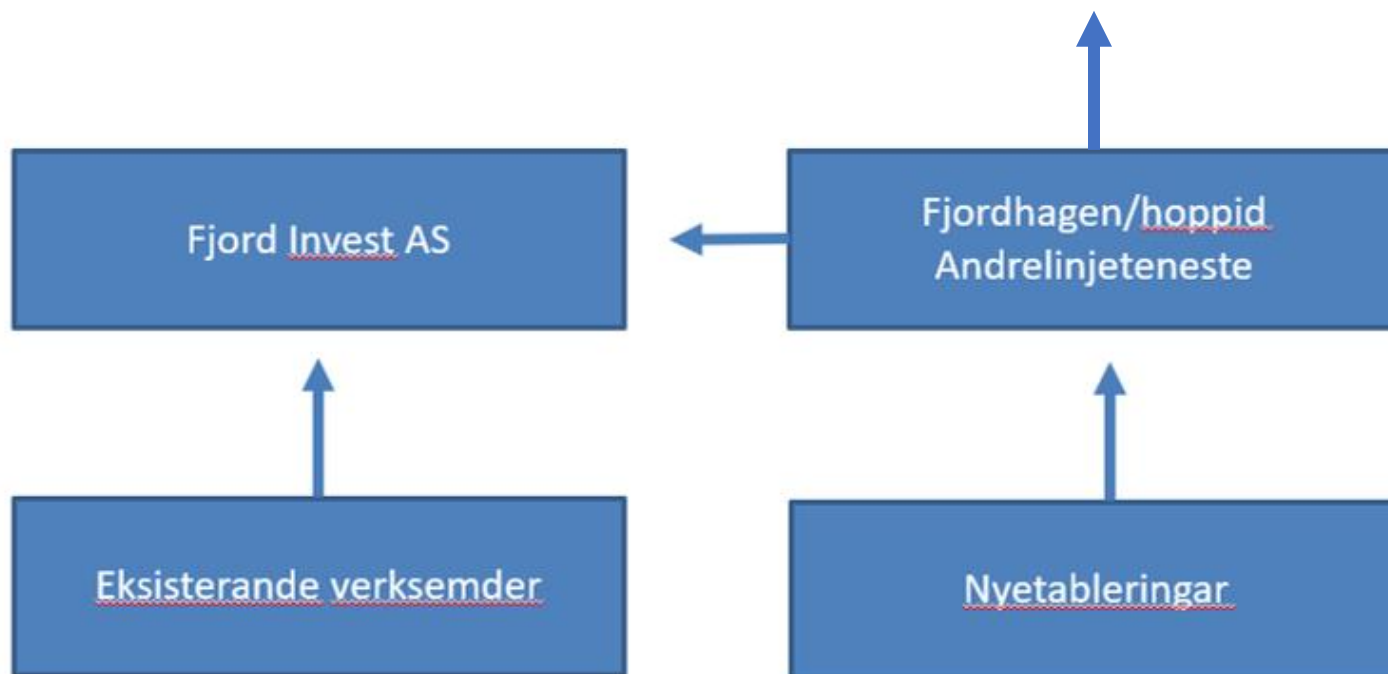 Fjord Invest AS
Fjordhagen/hoppid
Andrelinjeteneste
Eksisterande verksemder
Nyetableringar